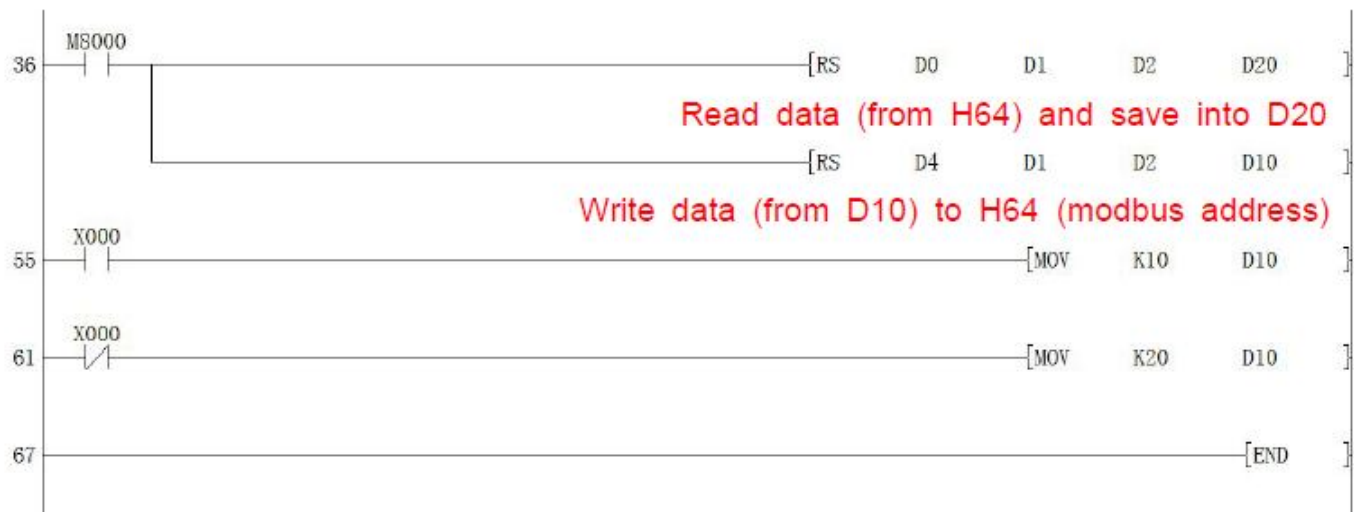 M8000
36 [RS D0 D1 D2 D20 ]
Read data (from H64) and save into D20
[RS D4 D1 D2 D10 ]
Write data (from D10) to H64 (modbus address)
X000
55 [MOV K10 D10 ]
X000
61 [MOV K20 D10 ]
67 [END ]